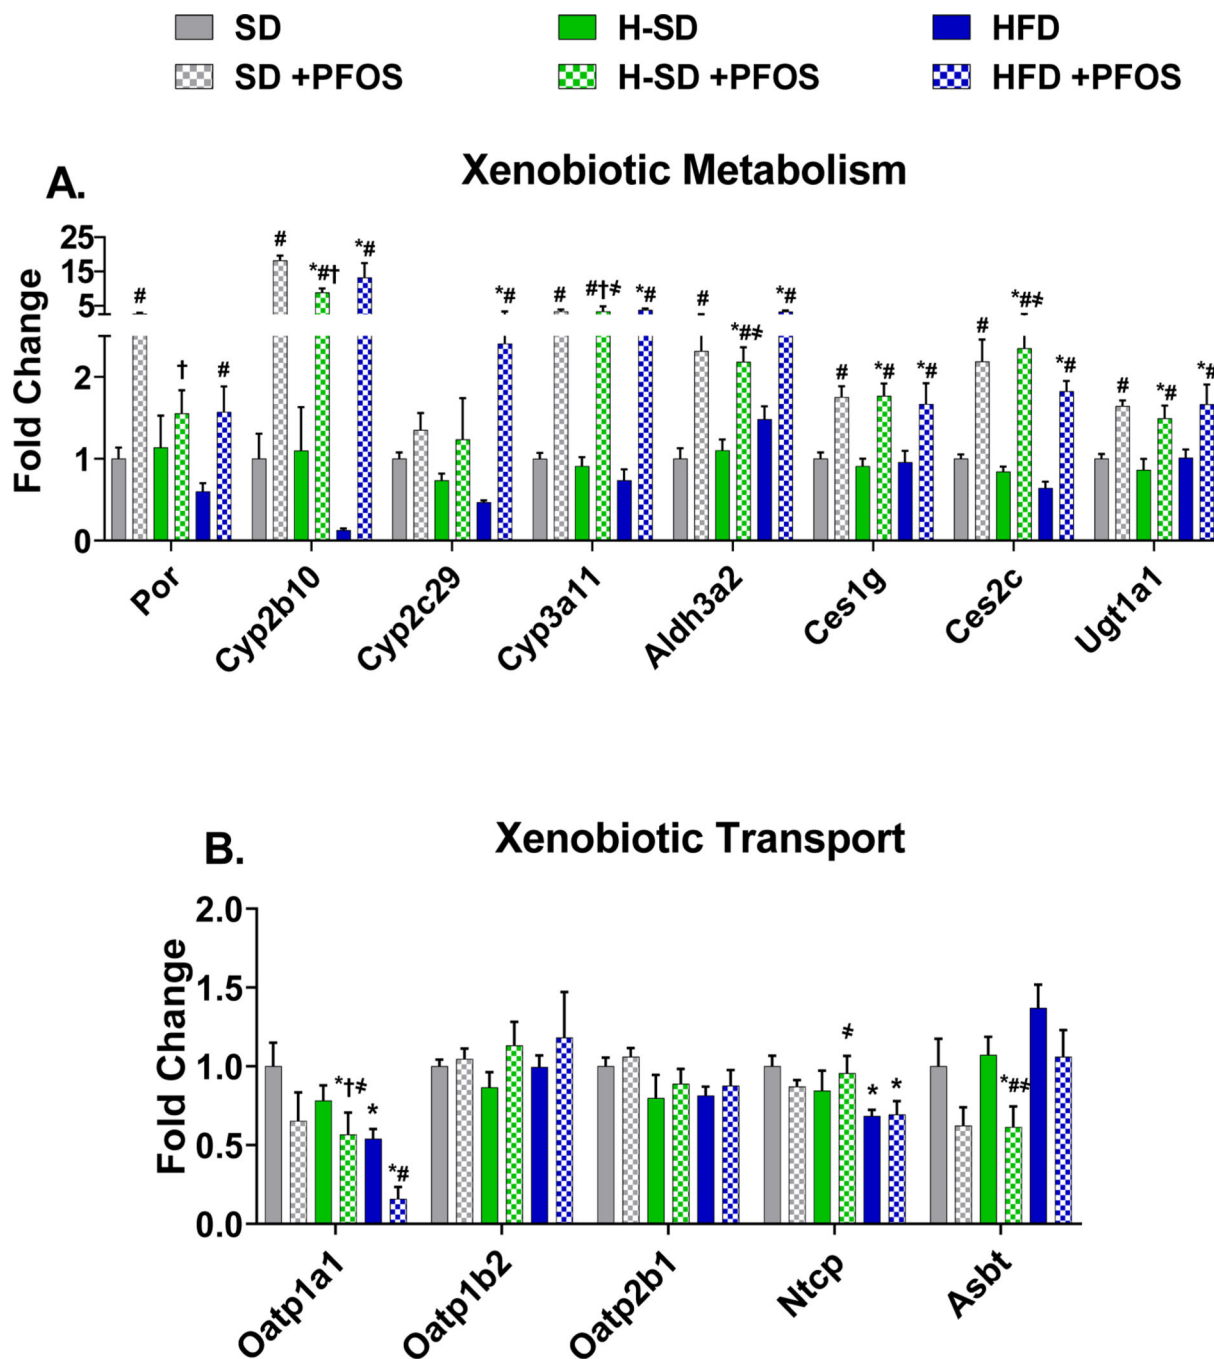 SD H-SD HFD
SD +PFOS H-SD +PFOS HFD +PFOS
A. Xenobiotic Metabolism
Fold Change
25
15
5
2
1
0
# † #
# *#† *#
*#
# #†‡ *#
# *#‡ *#
# *# *#
# *#‡ *#
# *# *#
Por Cyp2b10 Cyp2c29 Cyp3a11 Aldh3a2 Ces1g Ces2c Ugt1a1
B. Xenobiotic Transport
Fold Change
2.0
1.5
1.0
0.5
0.0
*†‡ * *#
‡ * *
*#‡
Oatp1a1 Oatp1b2 Oatp2b1 Ntcp Asbt